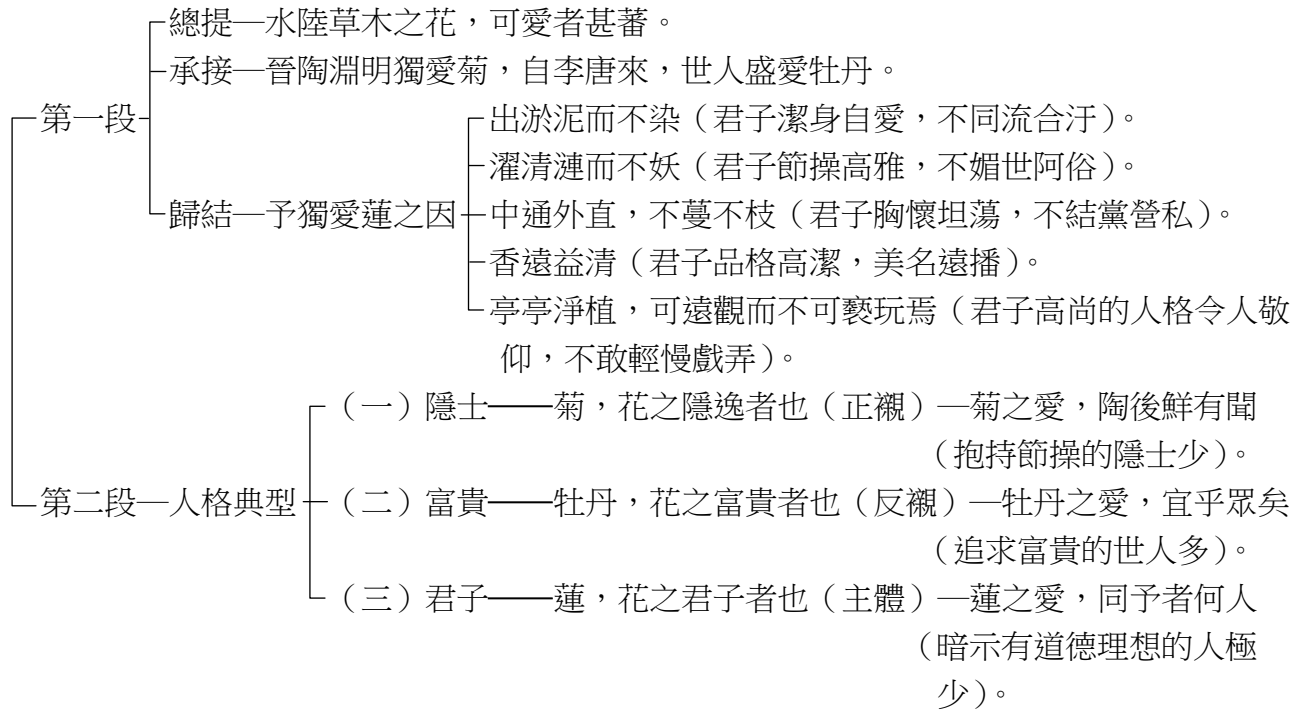 總提—水陸草木之花，可愛者甚蕃。
承接—晉陶淵明獨愛菊，自李唐來，世人盛愛牡丹。
第一段
出淤泥而不染（君子潔身自愛，不同流合汙）。
濯清漣而不妖（君子節操高雅，不媚世阿俗）。
歸結—予獨愛蓮之因
中通外直，不蔓不枝（君子胸懷坦蕩，不結黨營私）。
香遠益清（君子品格高潔，美名遠播）。
亭亭淨植，可遠觀而不可褻玩焉（君子高尚的人格令人敬
仰，不敢輕慢戲弄）。
（一）隱士——菊，花之隱逸者也（正襯）—菊之愛，陶後鮮有聞
（抱持節操的隱士少）。
第二段—人格典型
（二）富貴——牡丹，花之富貴者也（反襯）—牡丹之愛，宜乎眾矣
（追求富貴的世人多）。
（三）君子——蓮，花之君子者也（主體）—蓮之愛，同予者何人
（暗示有道德理想的人極
少）。